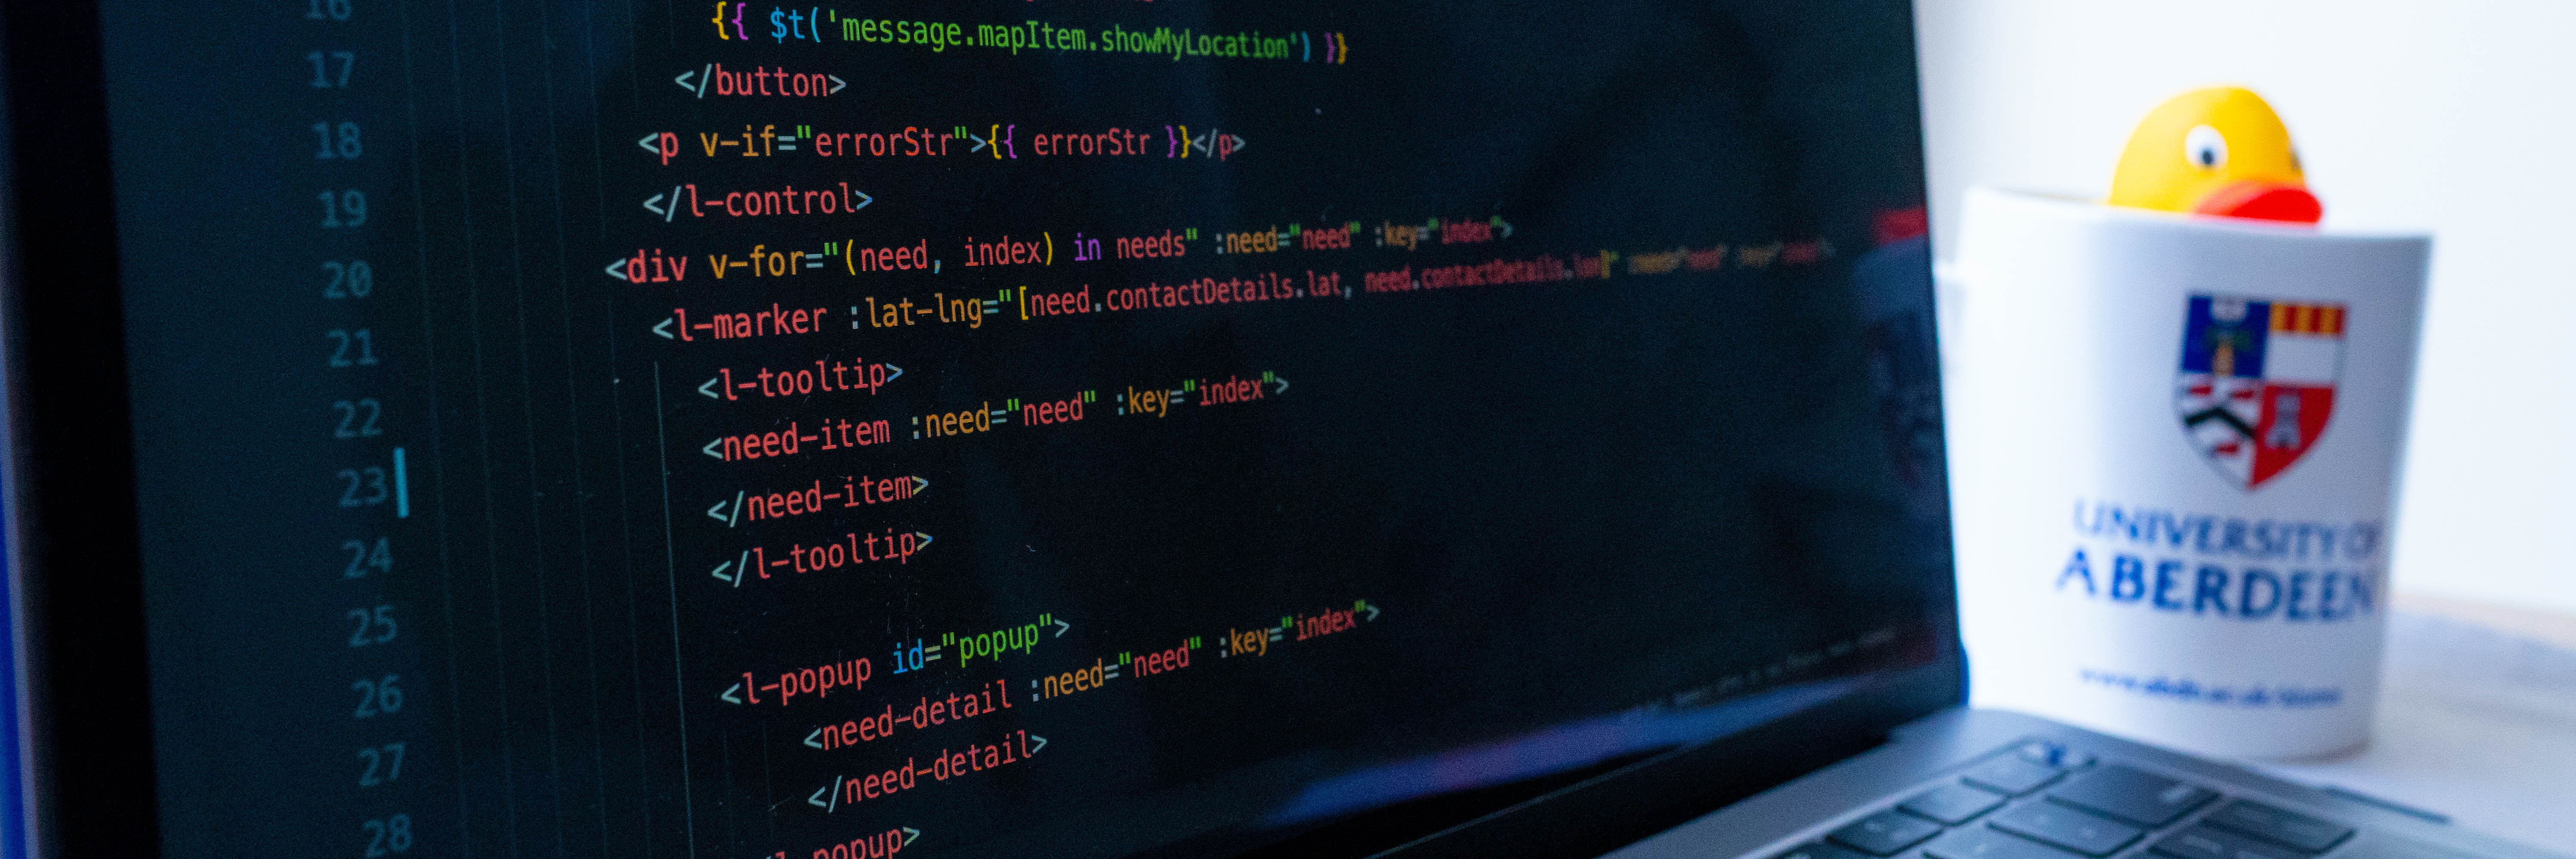 16
{{ $t('message.mapItem.showMyLocation') }}
17
</button>
18
<p v-if="errorStr">{{ errorStr }}</p>
19
</l-control>
20
<div v-for="(need, index) in needs" :need="need" :key="index">
21
<l-marker :lat-lng="[need.contactDetails.lat, need.contactDetails.lon]" :need="need" :key="index">
22
<l-tooltip>
23
<need-item :need="need" :key="index">
24
</need-item>
25
</l-tooltip>
26
<l-popup id="popup">
27
<need-detail :need="need" :key="index">
28
</need-detail>
l-popup>
UNIVERSITY OF
ABERDEEN